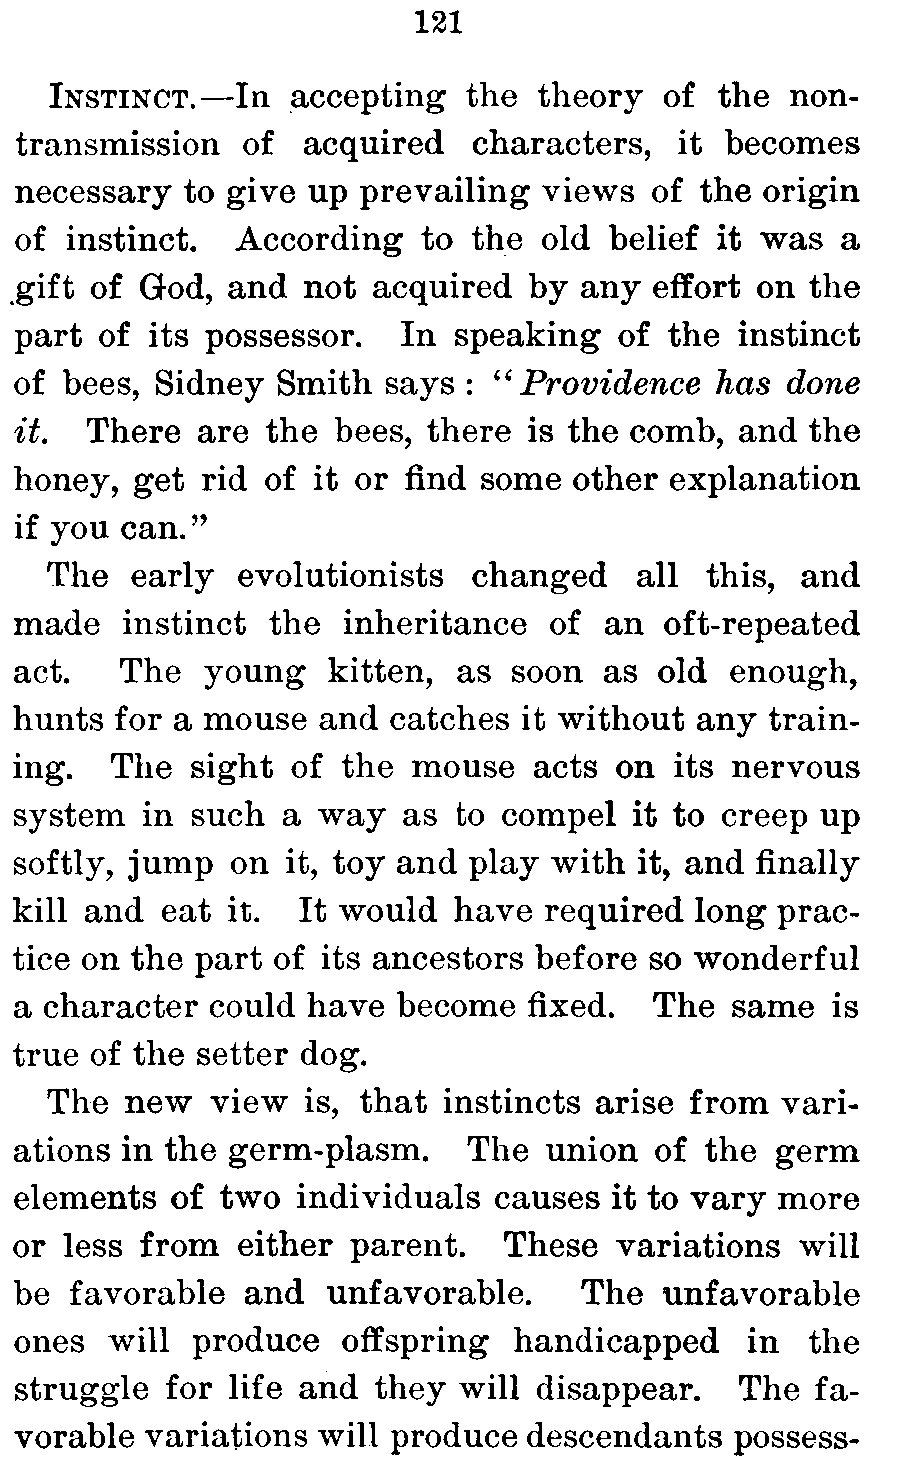 121
INSTINCT.—In accepting the theory of the non-
transmission of acquired characters, it becomes
necessary to give up prevailing views of the origin
of instinct. According to the old belief it was a
gift of God, and not acquired by any effort on the
part of its possessor. In speaking of the instinct
of bees, Sidney Smith says : “Providence has done
it. There are the bees, there is the comb, and the
honey, get rid of it or find some other explanation
if you can.”
The early evolutionists changed all this, and
made instinct the inheritance of an oft-repeated
act. The young kitten, as soon as old enough,
hunts for a mouse and catches it without any train-
ing. The sight of the mouse acts on its nervous
system in such a way as to compel it to creep up
softly, jump on it, toy and play with it, and finally
kill and eat it. It would have required long prac-
tice on the part of its ancestors before so wonderful
a character could have become fixed. The same is
true of the setter dog.
The new view is, that instincts arise from vari-
ations in the germ-plasm. The union of the germ
elements of two individuals causes it to vary more
or less from either parent. These variations will
be favorable and unfavorable. The unfavorable
ones will produce offspring handicapped in the
struggle for life and they will disappear. The fa-
vorable variations will produce descendants possess-